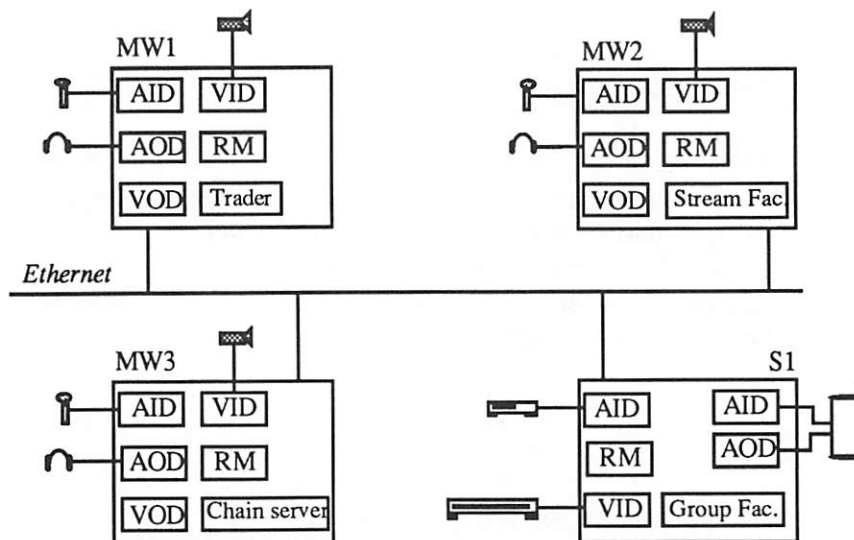 MW1
AID VID
AOD RM
VOD Trader
MW2
AID VID
AOD RM
VOD Stream Fac.
Ethernet
MW3
AID VID
AOD RM
VOD Chain server
S1
AID AID
AOD
RM
VID Group Fac.